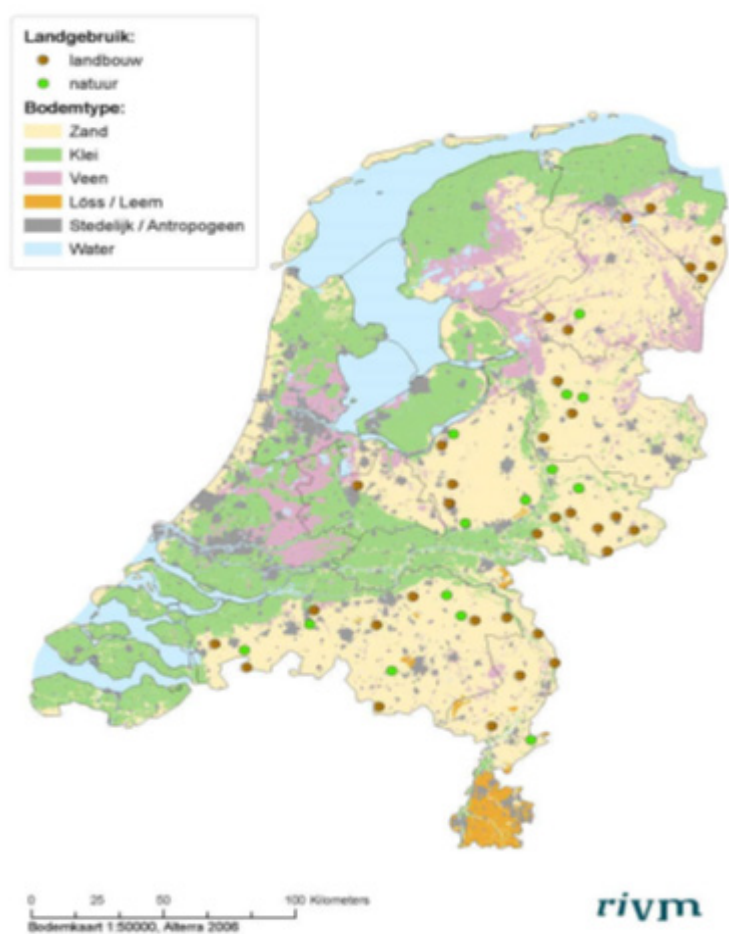 Landgebruik:
landbouw
natuur
Bodemtype:
Zand
Klei
Veen
Löss / Leem
Stedelijk / Antropogeen
Water
0 25 50 100 Kilometers
Bodemkaart 1:50000, Alterra 2006
rivm